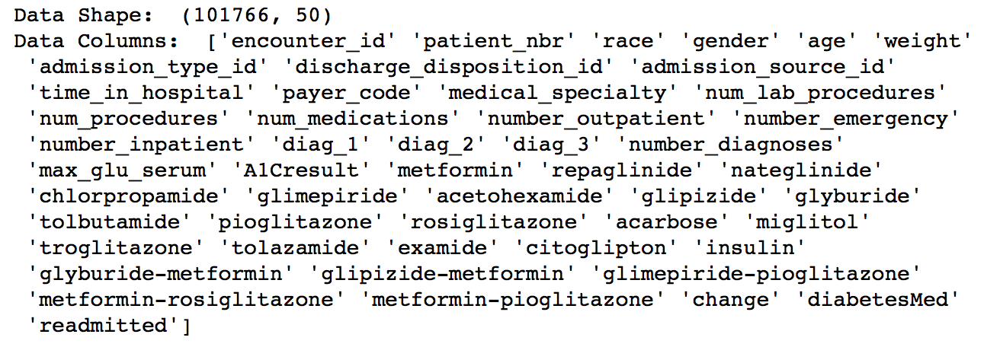 Data Shape:  (101766, 50)
Data Columns:  ['encounter_id' 'patient_nbr' 'race' 'gender' 'age' 'weight'
'admission_type_id' 'discharge_disposition_id' 'admission_source_id'
'time_in_hospital' 'payer_code' 'medical_specialty' 'num_lab_procedures'
'num_procedures' 'num_medications' 'number_outpatient' 'number_emergency'
'number_inpatient' 'diag_1' 'diag_2' 'diag_3' 'number_diagnoses'
'max_glu_serum' 'A1Cresult' 'metformin' 'repaglinide' 'nateglinide'
'chlorpropamide' 'glimepiride' 'acetohexamide' 'glipizide' 'glyburide'
'tolbutamide' 'pioglitazone' 'rosiglitazone' 'acarbose' 'miglitol'
'troglitazone' 'tolazamide' 'examide' 'citoglipton' 'insulin'
'glyburide-metformin' 'glipizide-metformin' 'glimepiride-pioglitazone'
'metformin-rosiglitazone' 'metformin-pioglitazone' 'change' 'diabetesMed'
'readmitted']